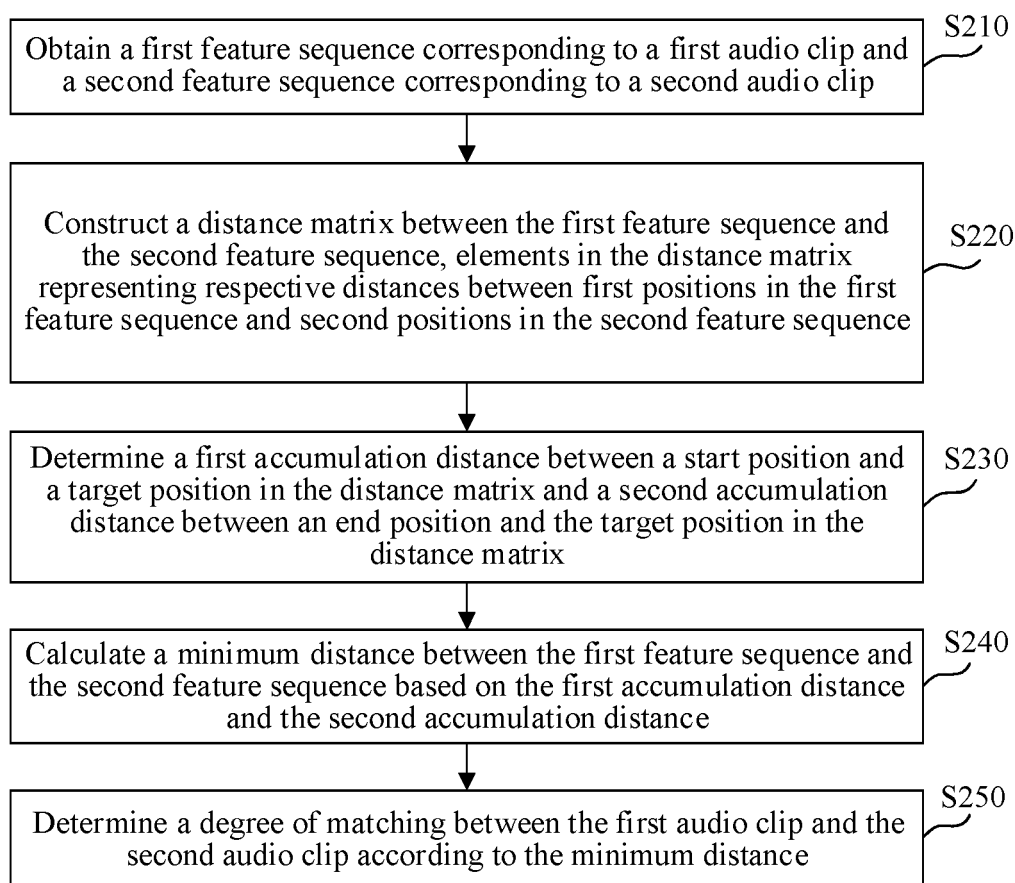 S210
Obtain a first feature sequence corresponding to a first audio clip and
a second feature sequence corresponding to a second audio clip
S220
Construct a distance matrix between the first feature sequence and
the second feature sequence, elements in the distance matrix
representing respective distances between first positions in the first
feature sequence and second positions in the second feature sequence
S230
Determine a first accumulation distance between a start position and
a target position in the distance matrix and a second accumulation
distance between an end position and the target position in the
distance matrix
S240
Calculate a minimum distance between the first feature sequence and
the second feature sequence based on the first accumulation distance
and the second accumulation distance
S250
Determine a degree of matching between the first audio clip and the
second audio clip according to the minimum distance